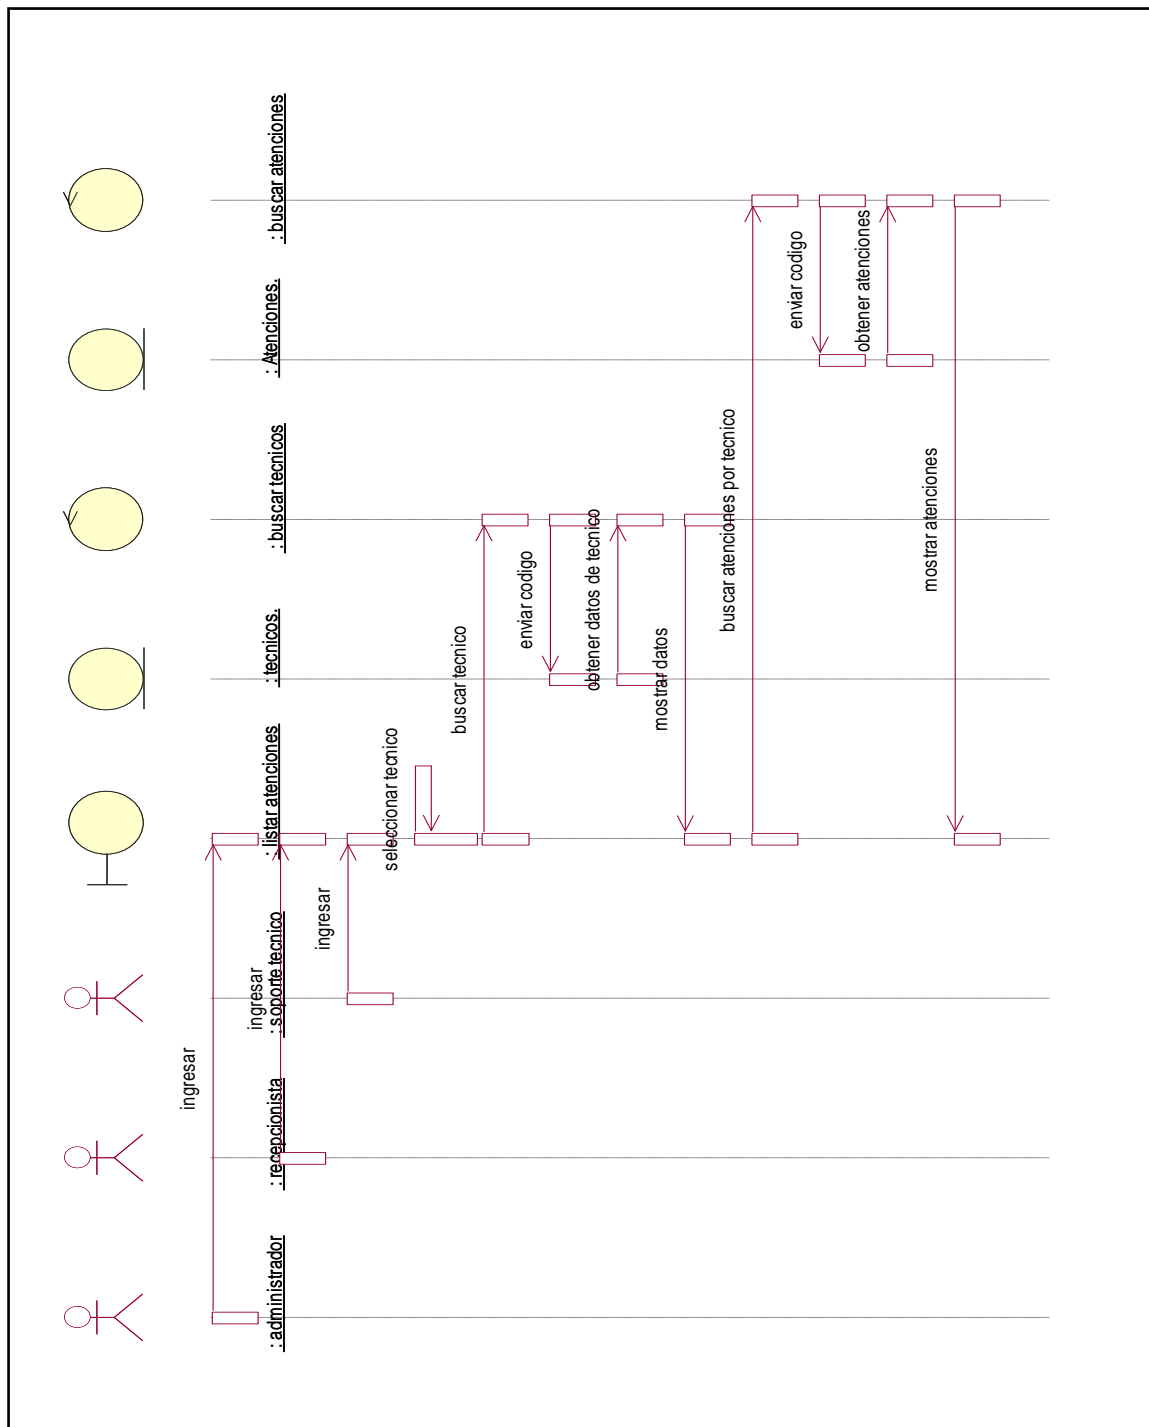 : administrador
: recepcionista
: soporte tecnico
: listar atenciones
: tecnicos.
: buscar tecnicos
: Atenciones.
: buscar atenciones
ingresar
ingresar
ingresar
seleccionar tecnico
buscar tecnico
enviar codigo
obtener datos de tecnico
mostrar datos
buscar atenciones por tecnico
enviar codigo
obtener atenciones
mostrar atenciones